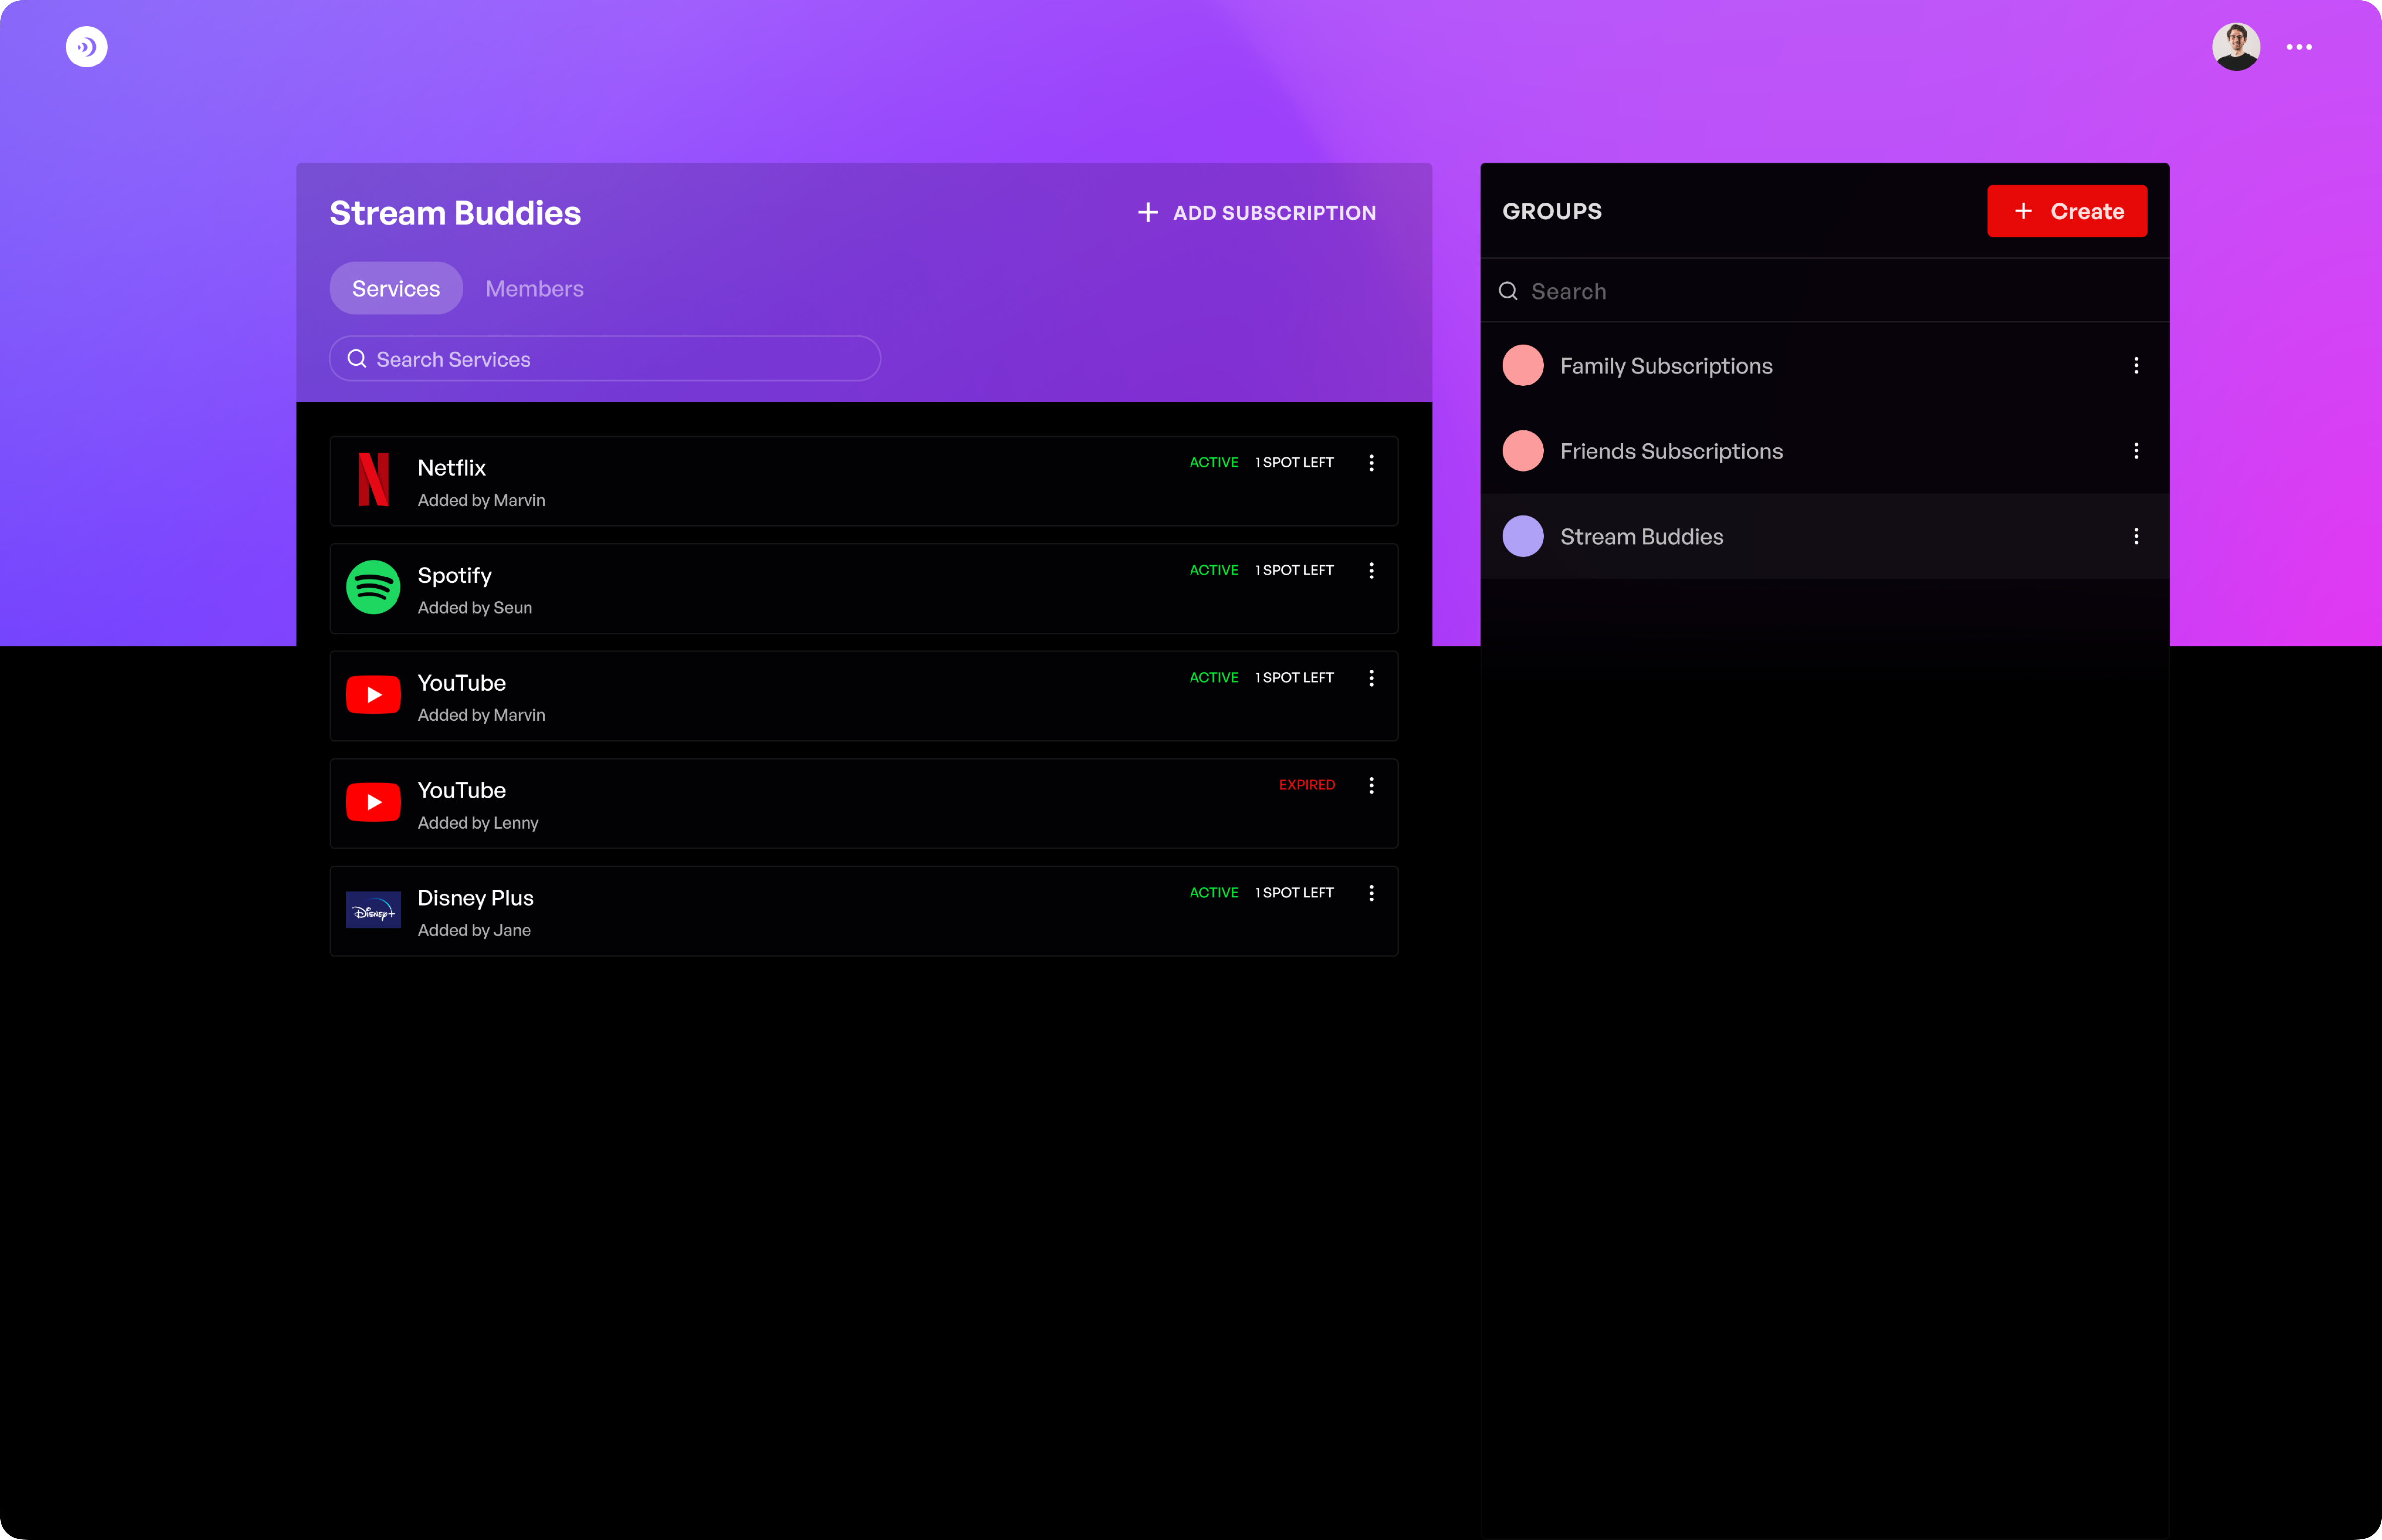 Stream Buddies
+ ADD SUBSCRIPTION
Services
Members
Search Services
Netflix
Added by Marvin
ACTIVE
1 SPOT LEFT
Spotify
Added by Seun
ACTIVE
1 SPOT LEFT
YouTube
Added by Marvin
ACTIVE
1 SPOT LEFT
YouTube
Added by Lenny
EXPIRED
Disney+
Disney Plus
Added by Jane
ACTIVE
1 SPOT LEFT
GROUPS
+ Create
Search
Family Subscriptions
Friends Subscriptions
Stream Buddies